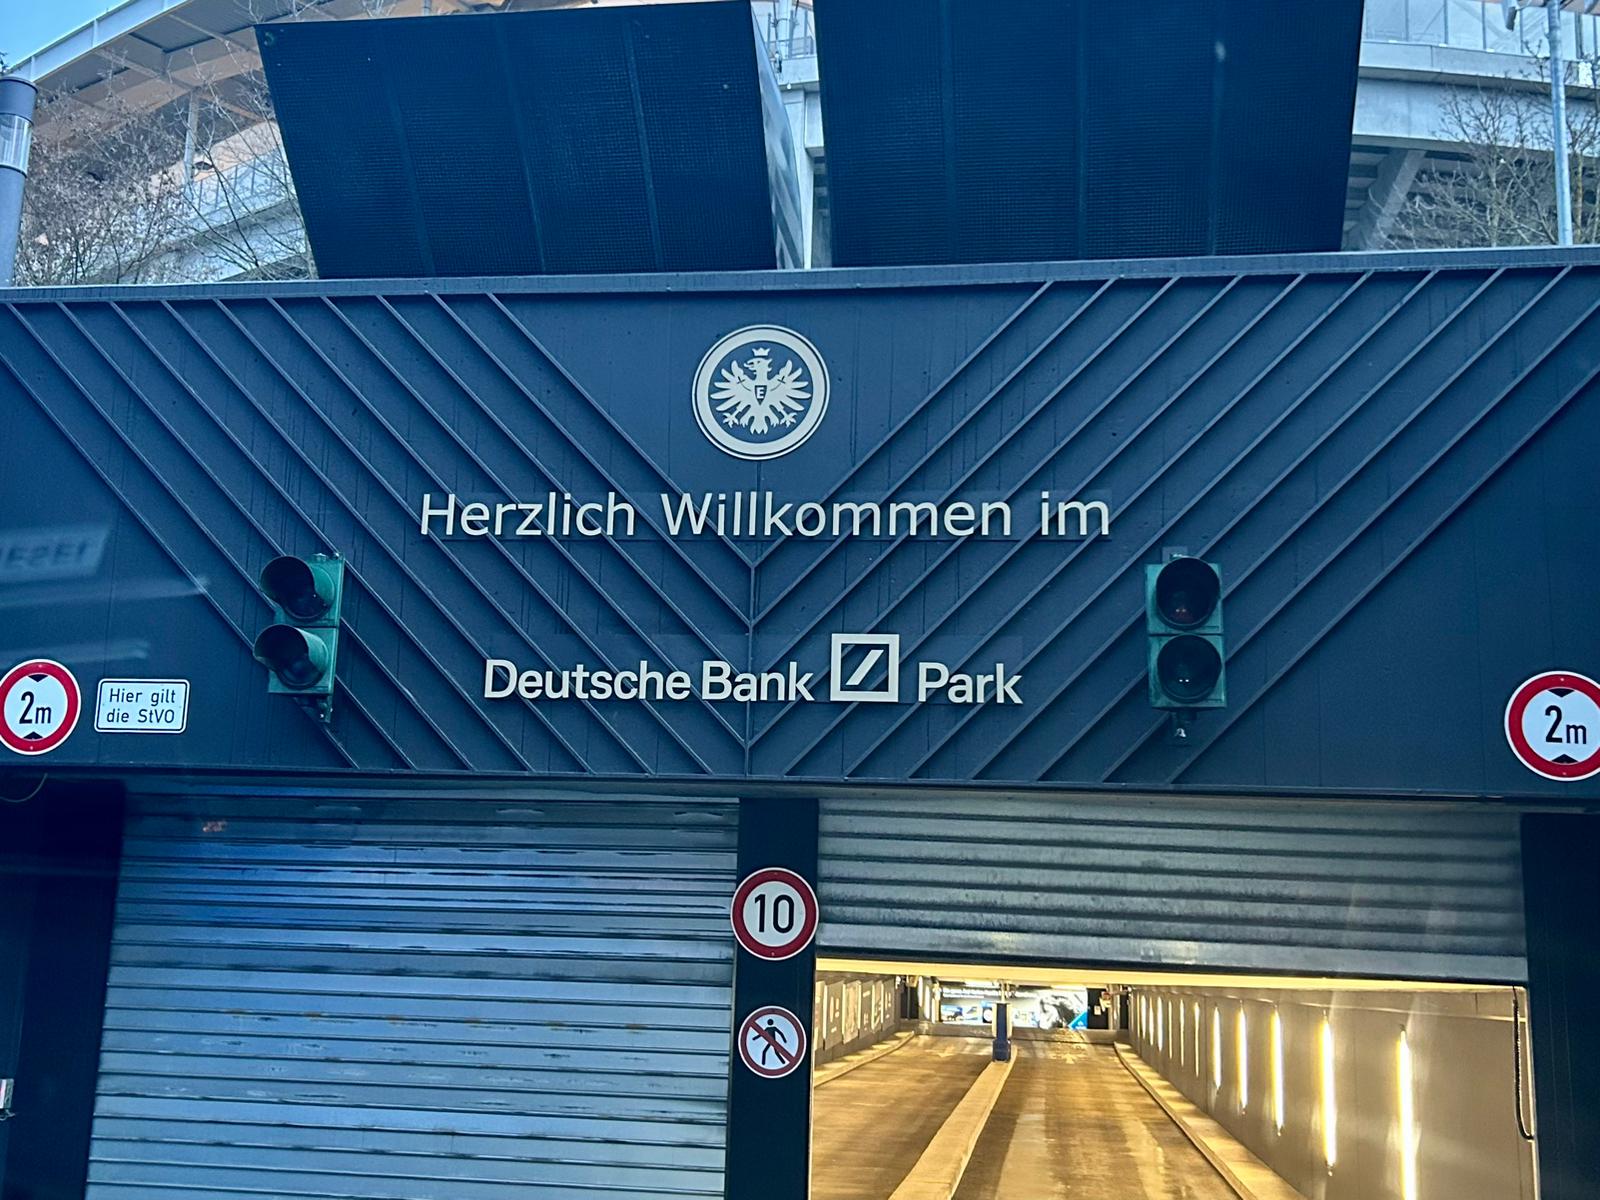 E
Herzlich Willkommen im
Deutsche Bank Park
2m
Hier gilt
die StVO
2m
10